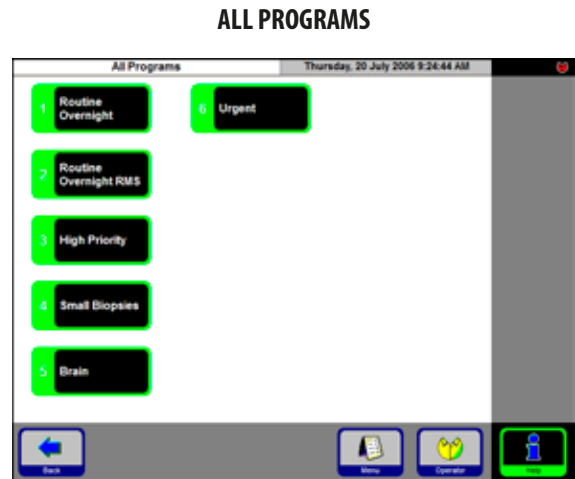 ALL PROGRAMS
All Programs
Thursday, 20 July 2006 9:24:44 AM
1 Routine
Overnight
6 Urgent
2 Routine
Overnight RMS
3 High Priority
4 Small Biopsies
5 Brain
Back
Menu
Operator
Help